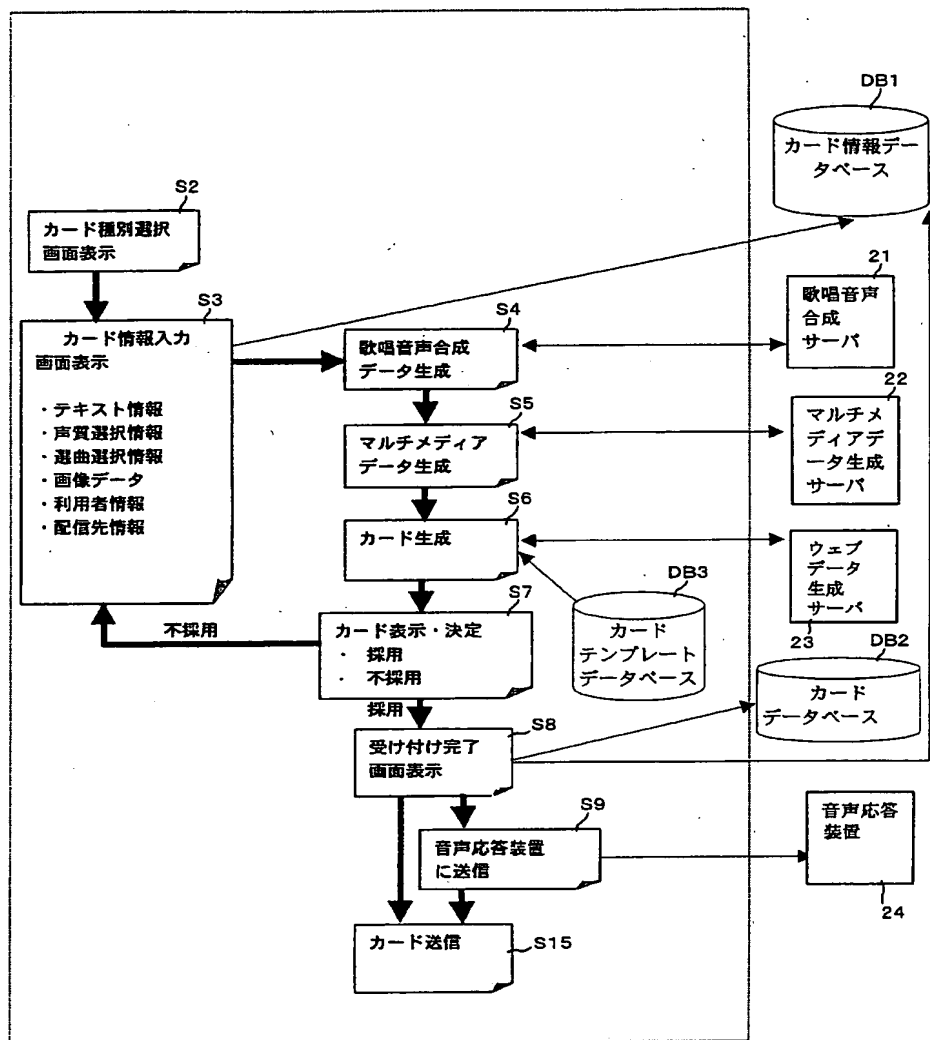 DB1
カード情報デー
タベース
S2
カード種別選択
画面表示
S3
カード情報入力
画面表示
・テキスト情報
・声質選択情報
・選曲選択情報
・画像データ
・利用者情報
・配信先情報
S4
歌唱音声合成
データ生成
21
歌唱音声
合成
サーバ
S5
マルチメディア
データ生成
22
マルチメ
ディアデ
ータ生成
サーバ
S6
カード生成
ウェブ
データ
生成
サーバ
23
DB3
カード
テンプレート
データベース
S7
カード表示・決定
・ 採用
・ 不採用
不採用
採用
DB2
カード
データベース
S8
受け付け完了
画面表示
S9
音声応答装置
に送信
音声応答
装置
24
カード送信
S15